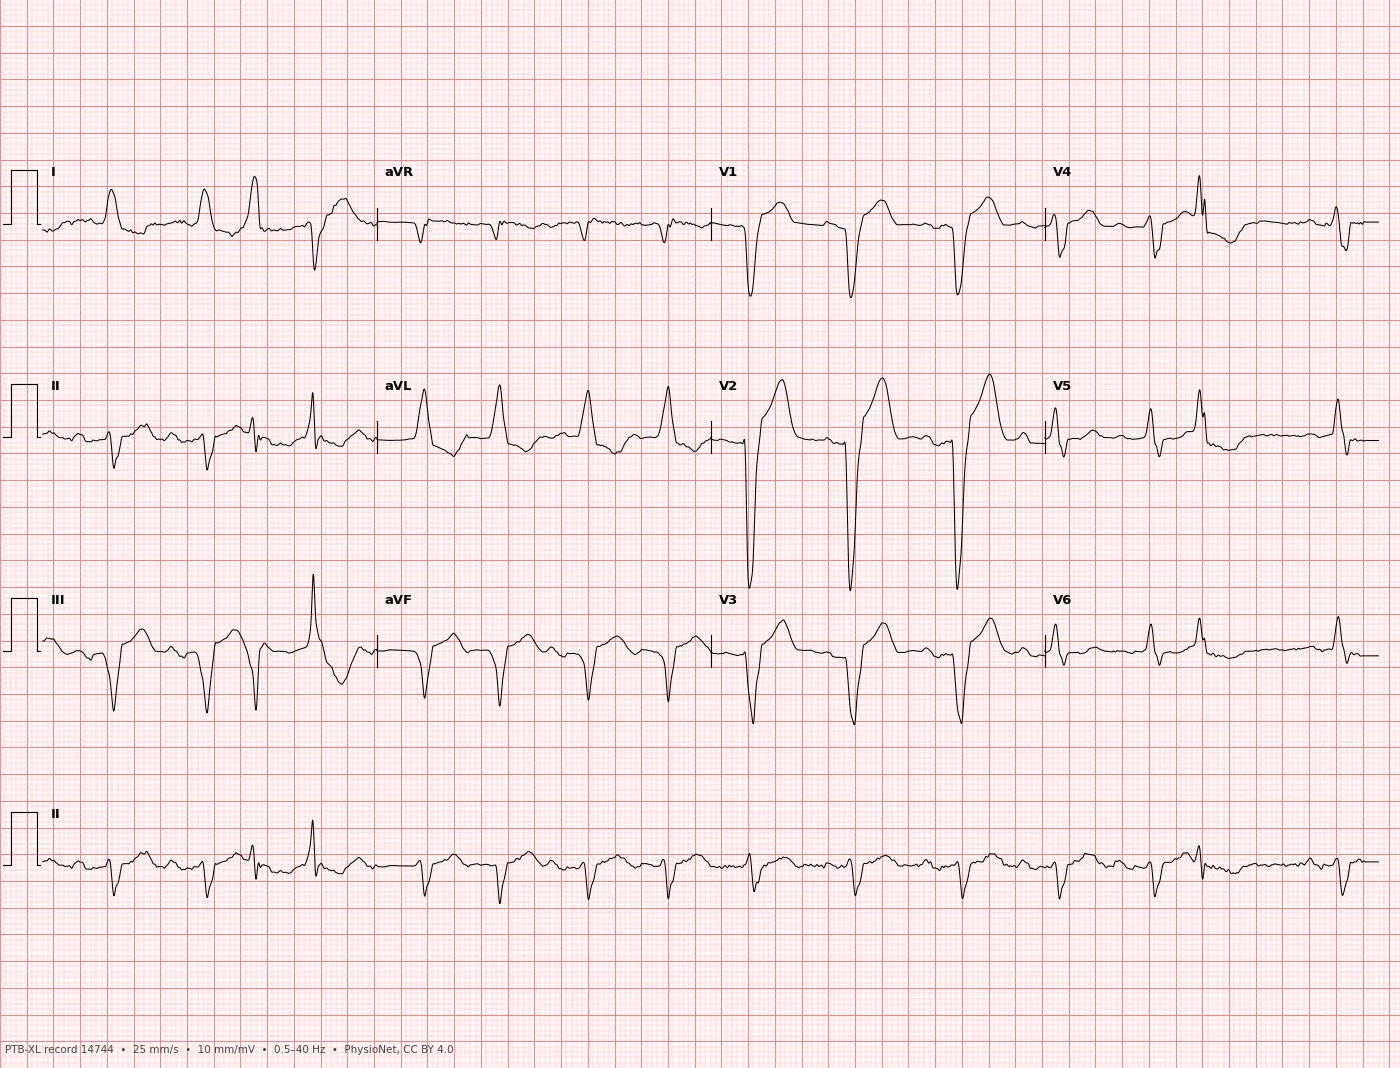 I aVR V1 V4
II aVL V2 V5
III aVF V3 V6
II
PTB-XL record 14744 • 25 mm/s • 10 mm/mV • 0.5–40 Hz • PhysioNet, CC BY 4.0